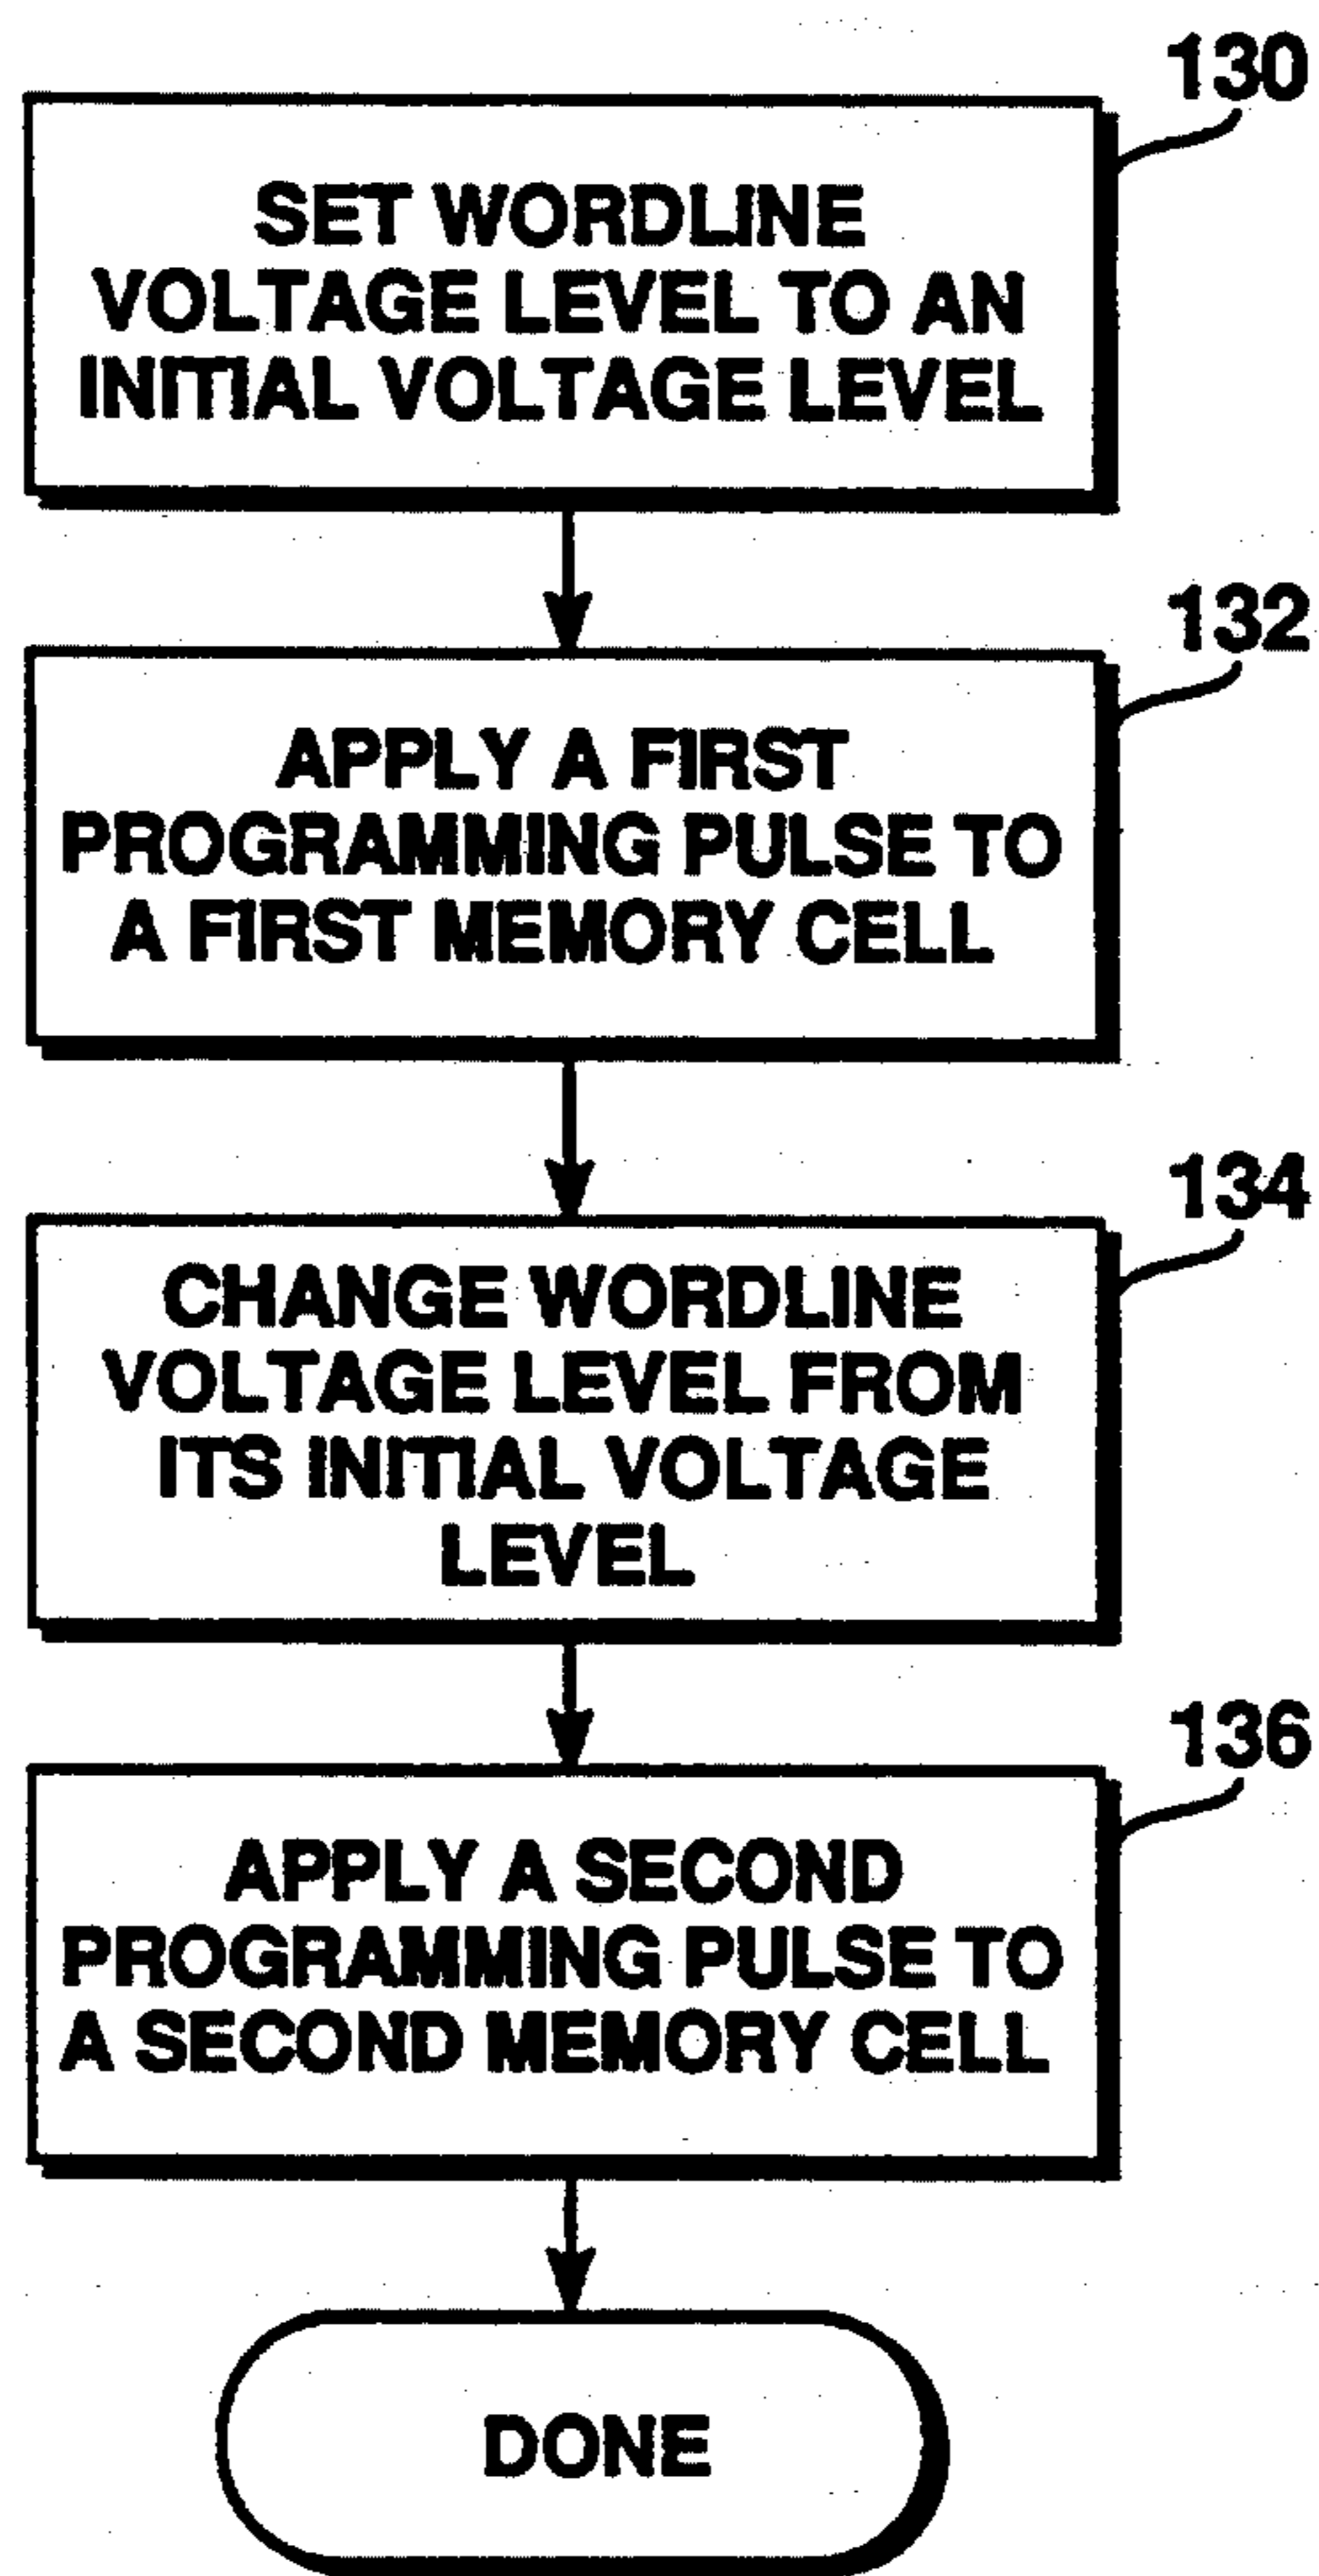 130
SET WORDLINE
VOLTAGE LEVEL TO AN
INITIAL VOLTAGE LEVEL
132
APPLY A FIRST
PROGRAMMING PULSE TO
A FIRST MEMORY CELL
134
CHANGE WORDLINE
VOLTAGE LEVEL FROM
ITS INITIAL VOLTAGE
LEVEL
136
APPLY A SECOND
PROGRAMMING PULSE TO
A SECOND MEMORY CELL
DONE